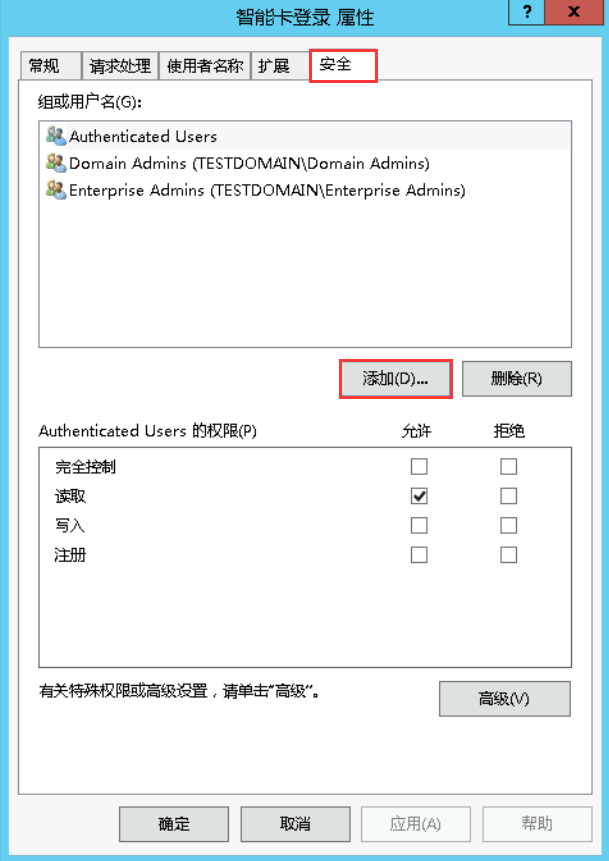 智能卡登录 属性
?
x
常规 请求处理 使用者名称 扩展 安全
组或用户名(G):
Authenticated Users
Domain Admins (TESTDOMAIN\Domain Admins)
Enterprise Admins (TESTDOMAIN\Enterprise Admins)
添加(D)... 删除(R)
Authenticated Users 的权限(P) 允许 拒绝
完全控制
读取
写入
注册
有关特殊权限或高级设置，请单击"高级"。
高级(V)
确定 取消 应用(A) 帮助